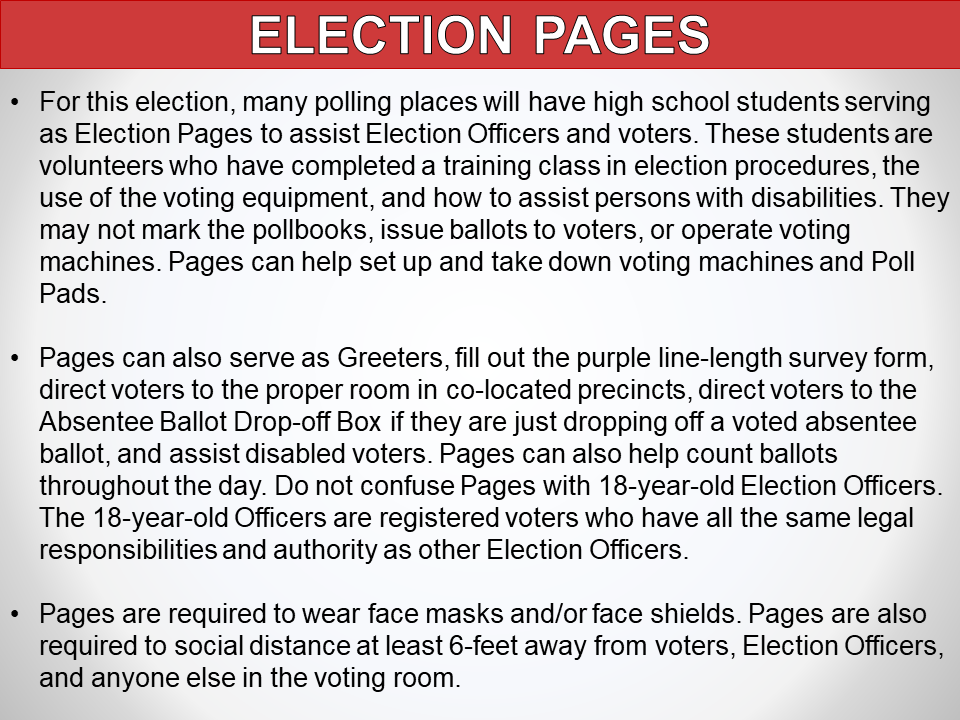 ELECTION PAGES
• For this election, many polling places will have high school students serving
as Election Pages to assist Election Officers and voters. These students are
volunteers who have completed a training class in election procedures, the
use of the voting equipment, and how to assist persons with disabilities. They
may not mark the pollbooks, issue ballots to voters, or operate voting
machines. Pages can help set up and take down voting machines and Poll
Pads.
• Pages can also serve as Greeters, fill out the purple line-length survey form,
direct voters to the proper room in co-located precincts, direct voters to the
Absentee Ballot Drop-off Box if they are just dropping off a voted absentee
ballot, and assist disabled voters. Pages can also help count ballots
throughout the day. Do not confuse Pages with 18-year-old Election Officers.
The 18-year-old Officers are registered voters who have all the same legal
responsibilities and authority as other Election Officers.
• Pages are required to wear face masks and/or face shields. Pages are also
required to social distance at least 6-feet away from voters, Election Officers,
and anyone else in the voting room.